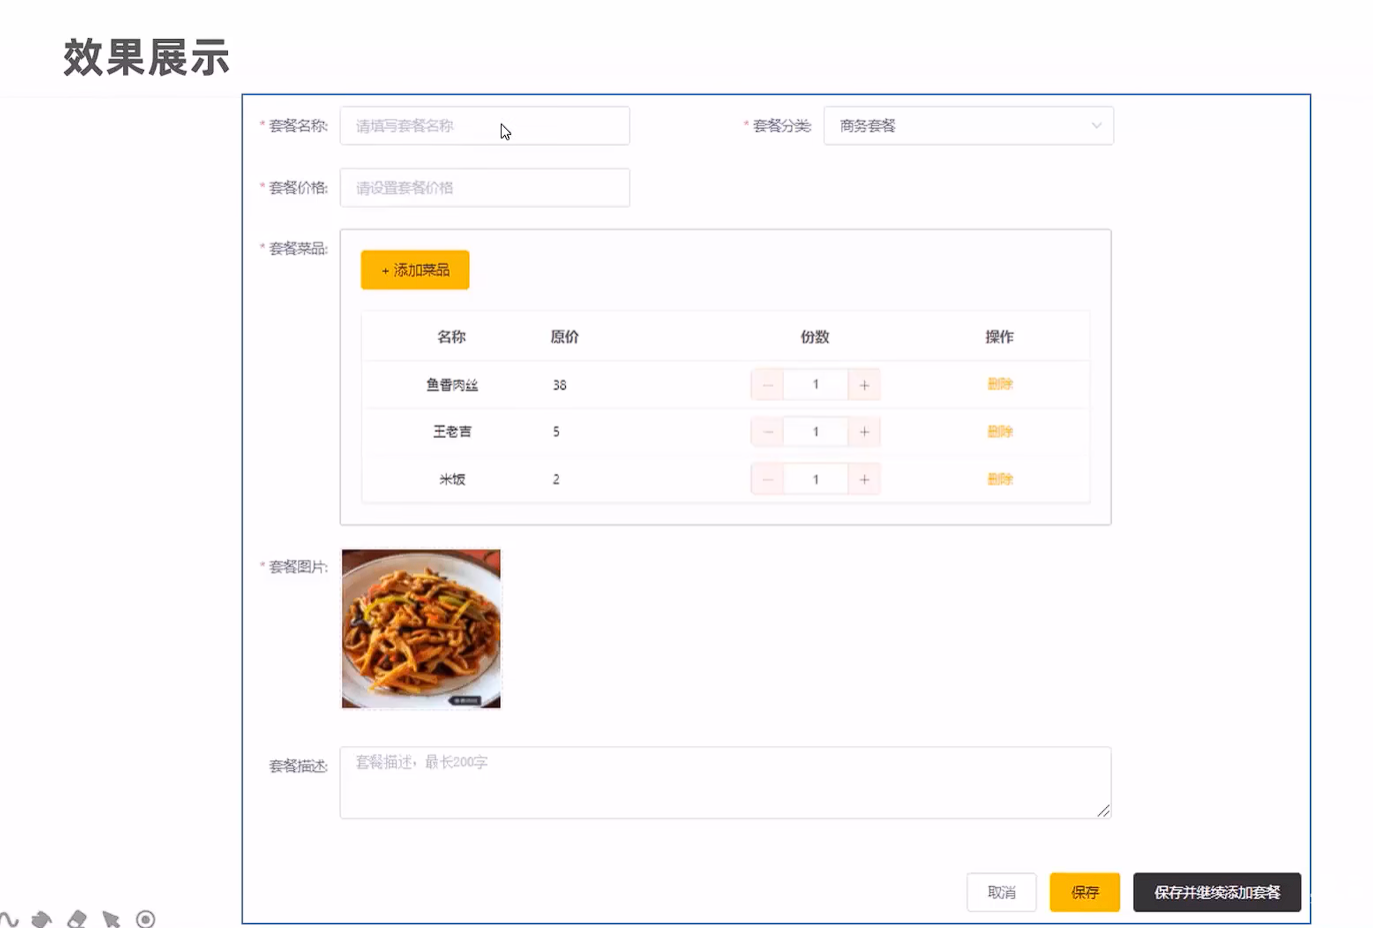 效果展示
* 套餐名称: 请填写套餐名称 * 套餐分类: 商务套餐
* 套餐价格: 请设置套餐价格
* 套餐菜品:
+ 添加菜品
名称 原价 份数 操作
鱼香肉丝 38 − 1 + 删除
王老吉 5 − 1 + 删除
米饭 2 − 1 + 删除
* 套餐图片:
套餐描述: 套餐描述，最长200字
取消 保存 保存并继续添加套餐